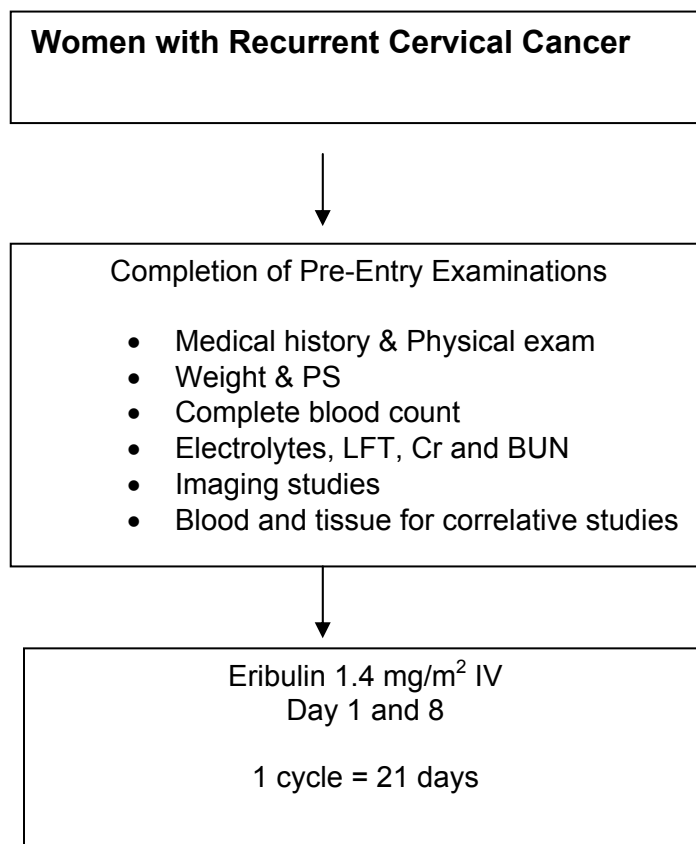 Women with Recurrent Cervical Cancer
Completion of Pre-Entry Examinations
• Medical history & Physical exam
• Weight & PS
• Complete blood count
• Electrolytes, LFT, Cr and BUN
• Imaging studies
• Blood and tissue for correlative studies
Eribulin 1.4 mg/m² IV
Day 1 and 8
1 cycle = 21 days